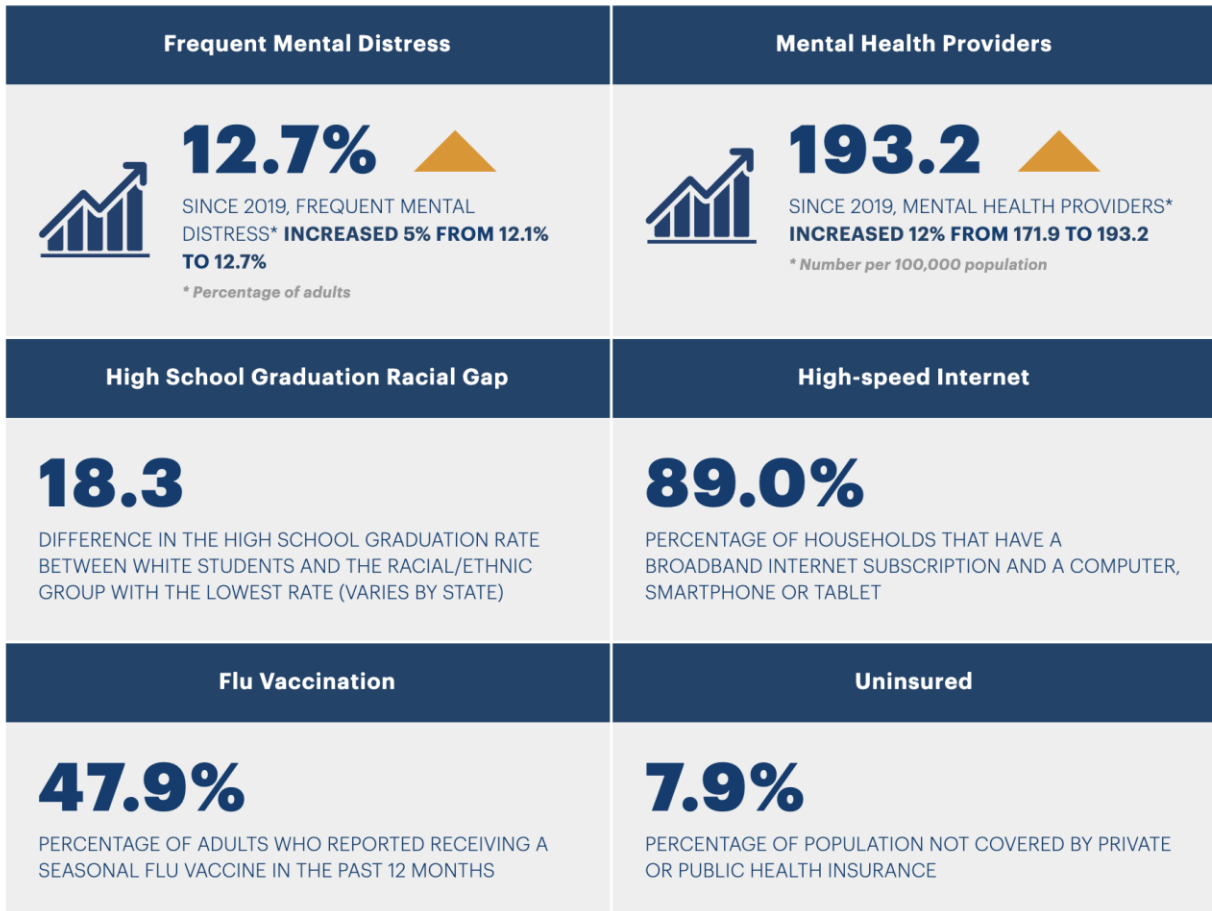 Frequent Mental Distress
12.7%
SINCE 2019, FREQUENT MENTAL
DISTRESS* INCREASED 5% FROM 12.1%
TO 12.7%
* Percentage of adults
Mental Health Providers
193.2
SINCE 2019, MENTAL HEALTH PROVIDERS*
INCREASED 12% FROM 171.9 TO 193.2
* Number per 100,000 population
High School Graduation Racial Gap
18.3
DIFFERENCE IN THE HIGH SCHOOL GRADUATION RATE
BETWEEN WHITE STUDENTS AND THE RACIAL/ETHNIC
GROUP WITH THE LOWEST RATE (VARIES BY STATE)
High-speed Internet
89.0%
PERCENTAGE OF HOUSEHOLDS THAT HAVE A
BROADBAND INTERNET SUBSCRIPTION AND A COMPUTER,
SMARTPHONE OR TABLET
Flu Vaccination
47.9%
PERCENTAGE OF ADULTS WHO REPORTED RECEIVING A
SEASONAL FLU VACCINE IN THE PAST 12 MONTHS
Uninsured
7.9%
PERCENTAGE OF POPULATION NOT COVERED BY PRIVATE
OR PUBLIC HEALTH INSURANCE